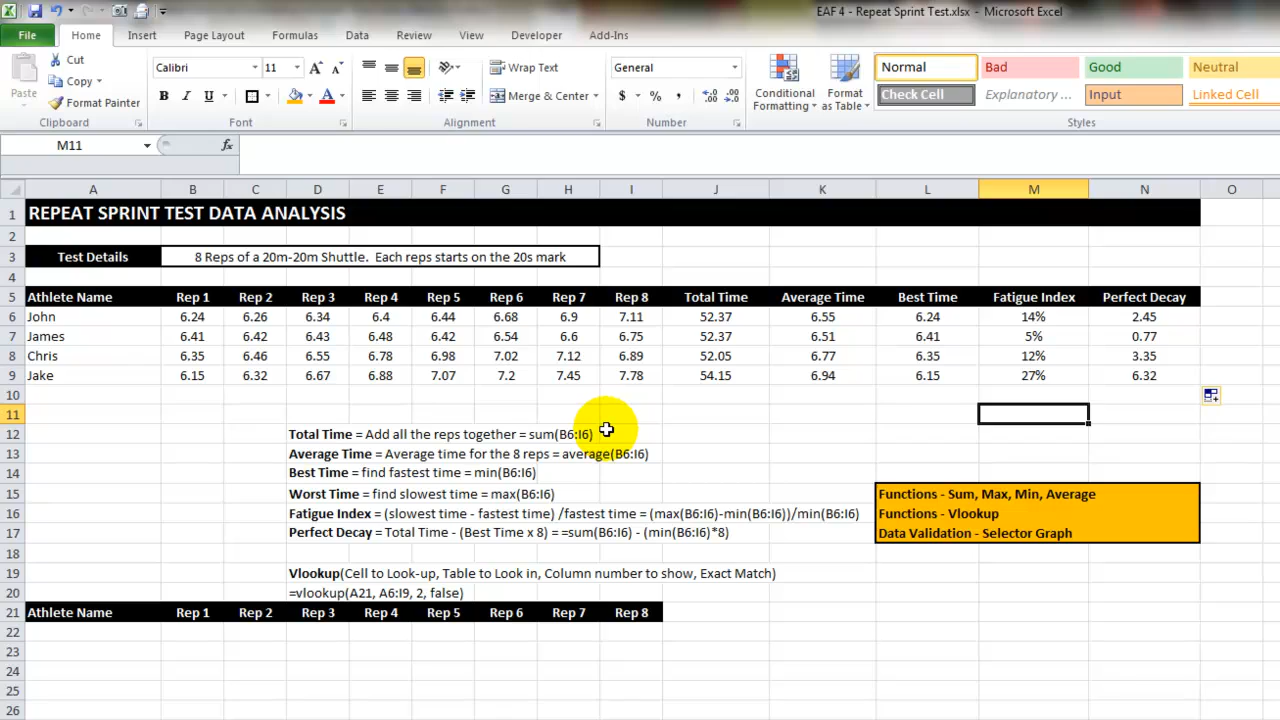 EAF 4 - Repeat Sprint Test.xlsx - Microsoft Excel
File Home Insert Page Layout Formulas Data Review View Developer Add-Ins
Paste Cut Copy Format Painter Clipboard
Calibri 11 B I U Font
Wrap Text Merge & Center Alignment
General $ % , Number
Conditional Formatting Format as Table
Normal Bad Good Neutral
Check Cell Explanatory ... Input Linked Cell
Styles
M11 fx
A B C D E F G H I J K L M N O
1 REPEAT SPRINT TEST DATA ANALYSIS
2
3 Test Details 8 Reps of a 20m-20m Shuttle. Each reps starts on the 20s mark
4
5 Athlete Name Rep 1 Rep 2 Rep 3 Rep 4 Rep 5 Rep 6 Rep 7 Rep 8 Total Time Average Time Best Time Fatigue Index Perfect Decay
6 John 6.24 6.26 6.34 6.4 6.44 6.68 6.9 7.11 52.37 6.55 6.24 14% 2.45
7 James 6.41 6.42 6.43 6.48 6.42 6.54 6.6 6.75 52.37 6.51 6.41 5% 0.77
8 Chris 6.35 6.46 6.55 6.78 6.98 7.02 7.12 6.89 52.05 6.77 6.35 12% 3.35
9 Jake 6.15 6.32 6.67 6.88 7.07 7.2 7.45 7.78 54.15 6.94 6.15 27% 6.32
10
11
12 Total Time = Add all the reps together = sum(B6:I6)
13 Average Time = Average time for the 8 reps = average(B6:I6)
14 Best Time = find fastest time = min(B6:I6)
15 Worst Time = find slowest time = max(B6:I6) Functions - Sum, Max, Min, Average
16 Fatigue Index = (slowest time - fastest time) /fastest time = (max(B6:I6)-min(B6:I6))/min(B6:I6) Functions - Vlookup
17 Perfect Decay = Total Time - (Best Time x 8) = =sum(B6:I6) - (min(B6:I6)*8) Data Validation - Selector Graph
18
19 Vlookup(Cell to Look-up, Table to Look in, Column number to show, Exact Match)
20 =vlookup(A21, A6:I9, 2, false)
21 Athlete Name Rep 1 Rep 2 Rep 3 Rep 4 Rep 5 Rep 6 Rep 7 Rep 8
22
23
24
25
26